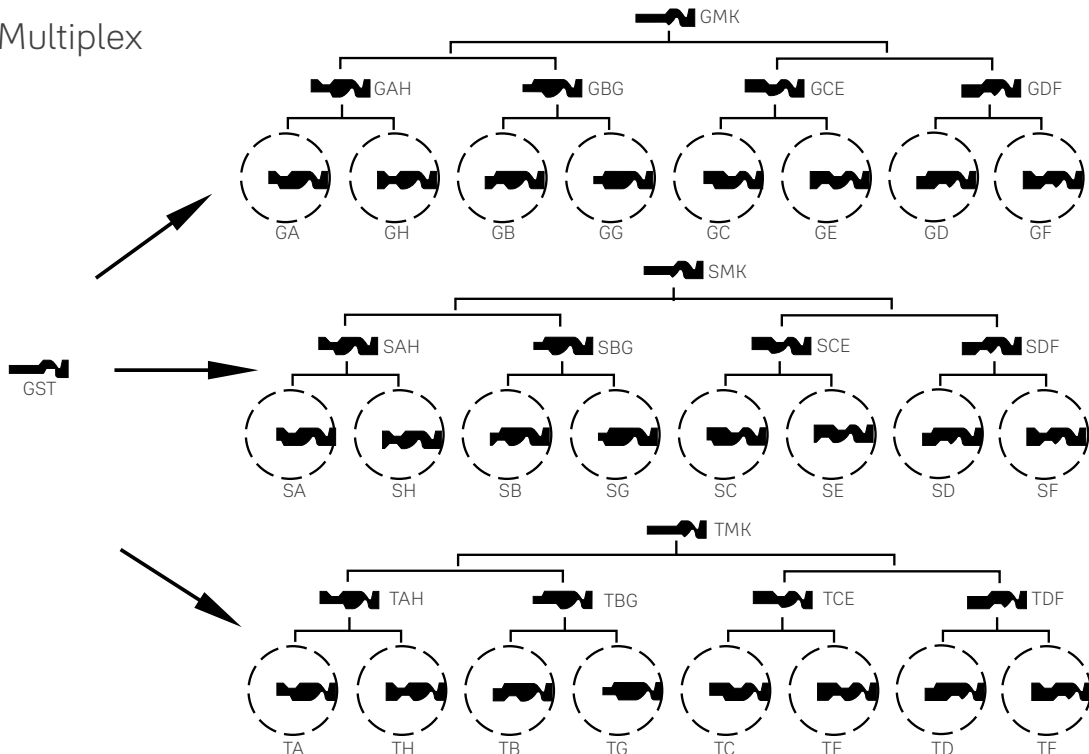 Multiplex
GMK
GAH GBG GCE GDF
GA GH GB GG GC GE GD GF
SMK
SAH SBG SCE SDF
GST
SA SH SB SG SC SE SD SF
TMK
TAH TBG TCE TDF
TA TH TB TG TC TE TD TF